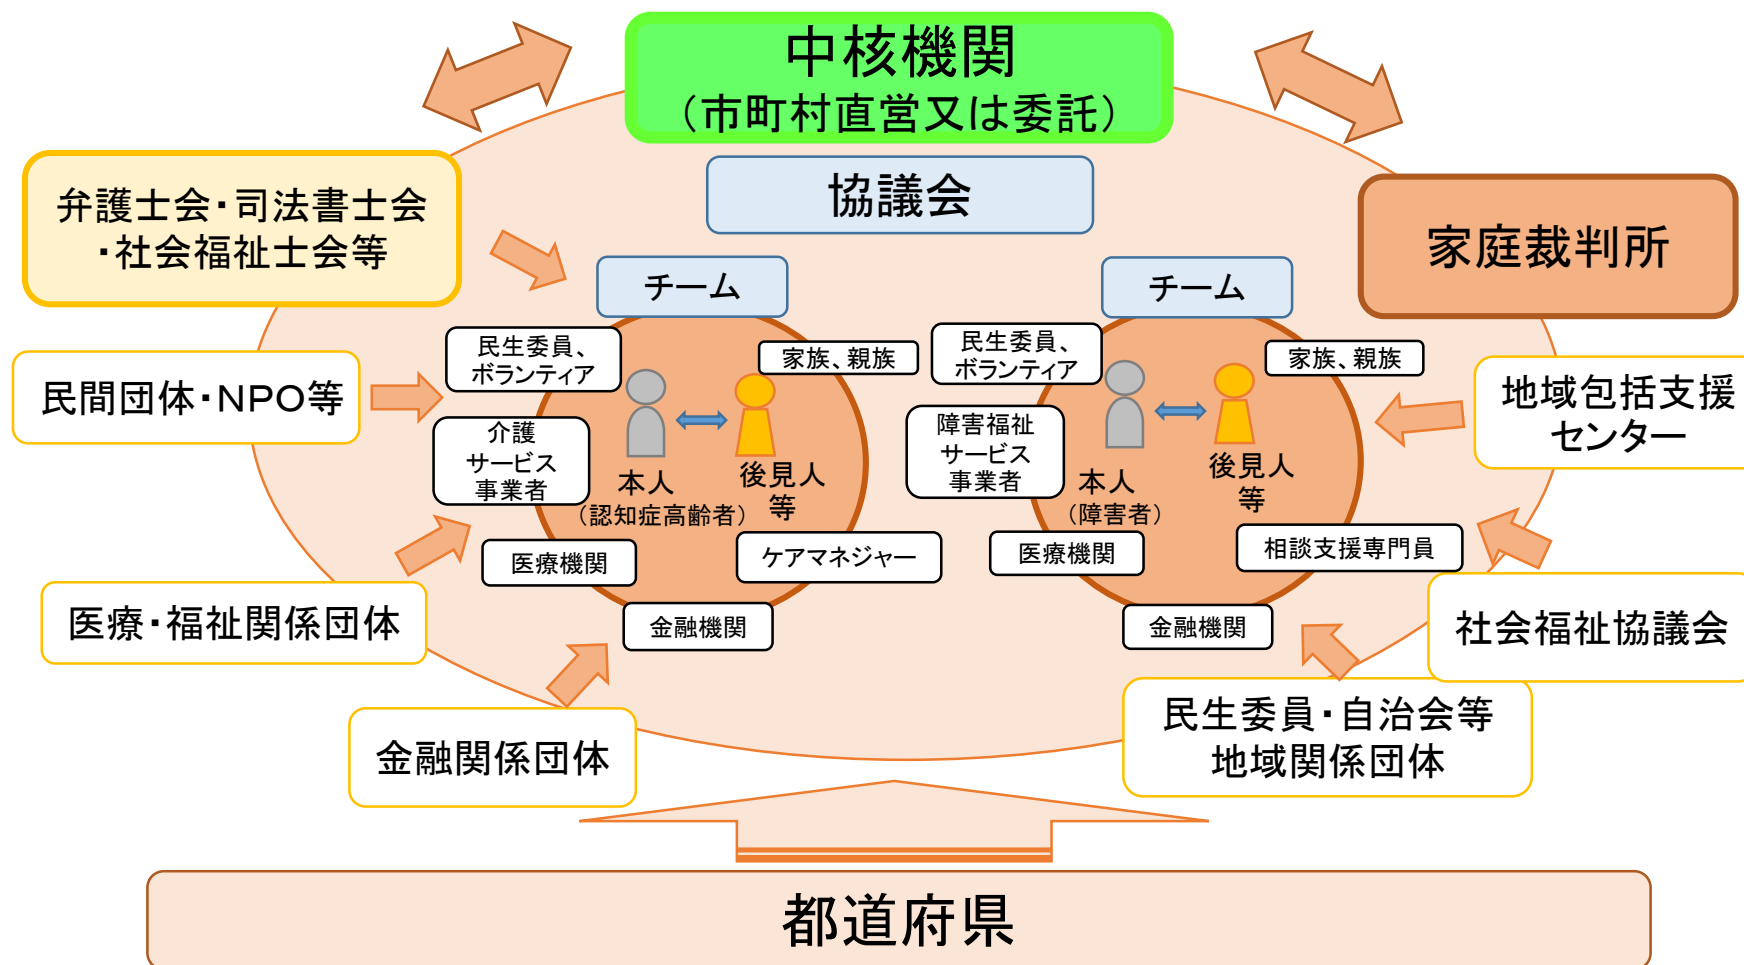 中核機関
（市町村直営又は委託）
協議会
弁護士会・司法書士会
・社会福祉士会等
家庭裁判所
チーム
民生委員、
ボランティア
家族、親族
介護
サービス
事業者
本人
（認知症高齢者）
後見人
等
医療機関
ケアマネジャー
金融機関
チーム
民生委員、
ボランティア
家族、親族
障害福祉
サービス
事業者
本人
（障害者）
後見人
等
医療機関
相談支援専門員
金融機関
民間団体・NPO等
地域包括支援
センター
医療・福祉関係団体
社会福祉協議会
金融関係団体
民生委員・自治会等
地域関係団体
都道府県